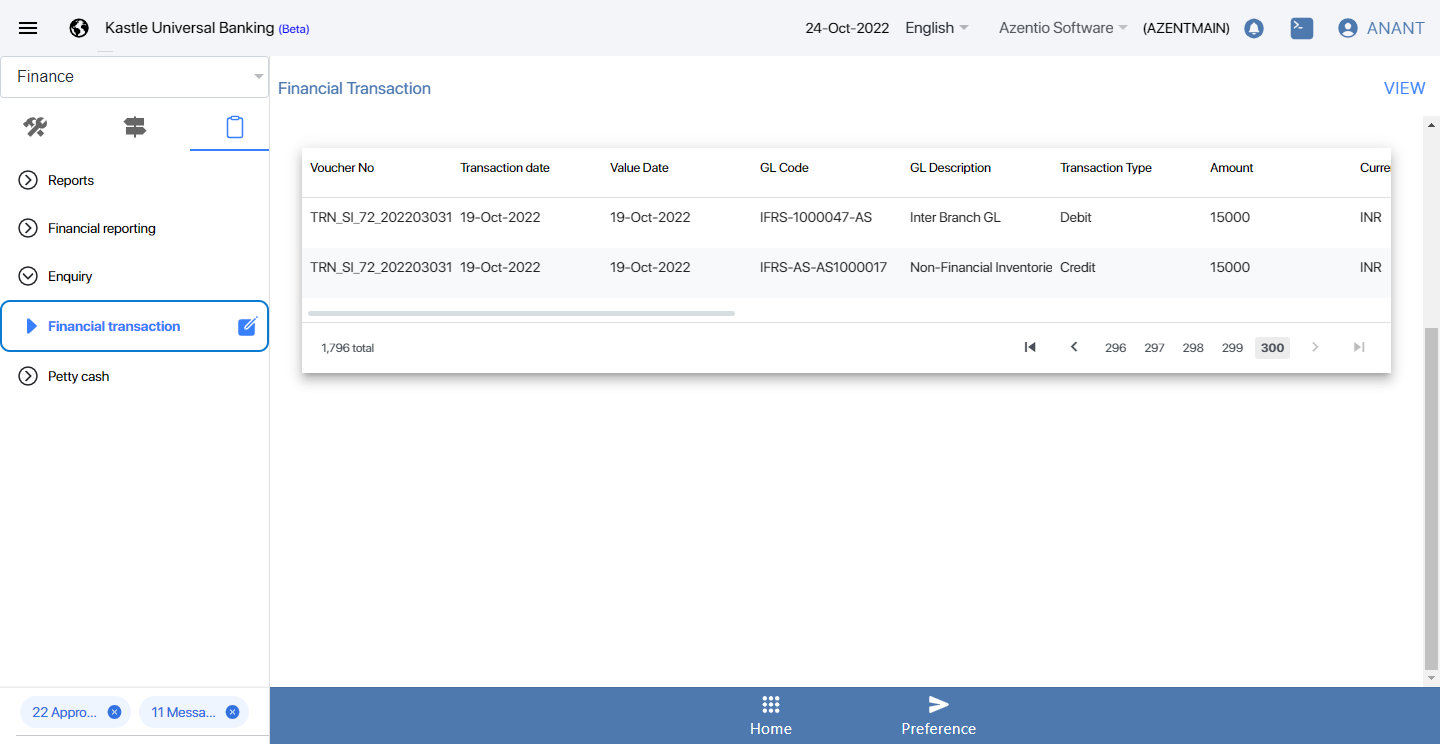 Kastle Universal Banking (Beta)
24-Oct-2022 English Azentio Software (AZENTMAIN) ANANT
Finance
Financial Transaction VIEW
Reports
Financial reporting
Enquiry
Financial transaction
Petty cash
Voucher No Transaction date Value Date GL Code GL Description Transaction Type Amount Curre
TRN_SI_72_202203031 19-Oct-2022 19-Oct-2022 IFRS-1000047-AS Inter Branch GL Debit 15000 INR
TRN_SI_72_202203031 19-Oct-2022 19-Oct-2022 IFRS-AS-AS1000017 Non-Financial Inventorie Credit 15000 INR
1,796 total 296 297 298 299 300
22 Appro... 11 Messa...
Home Preference